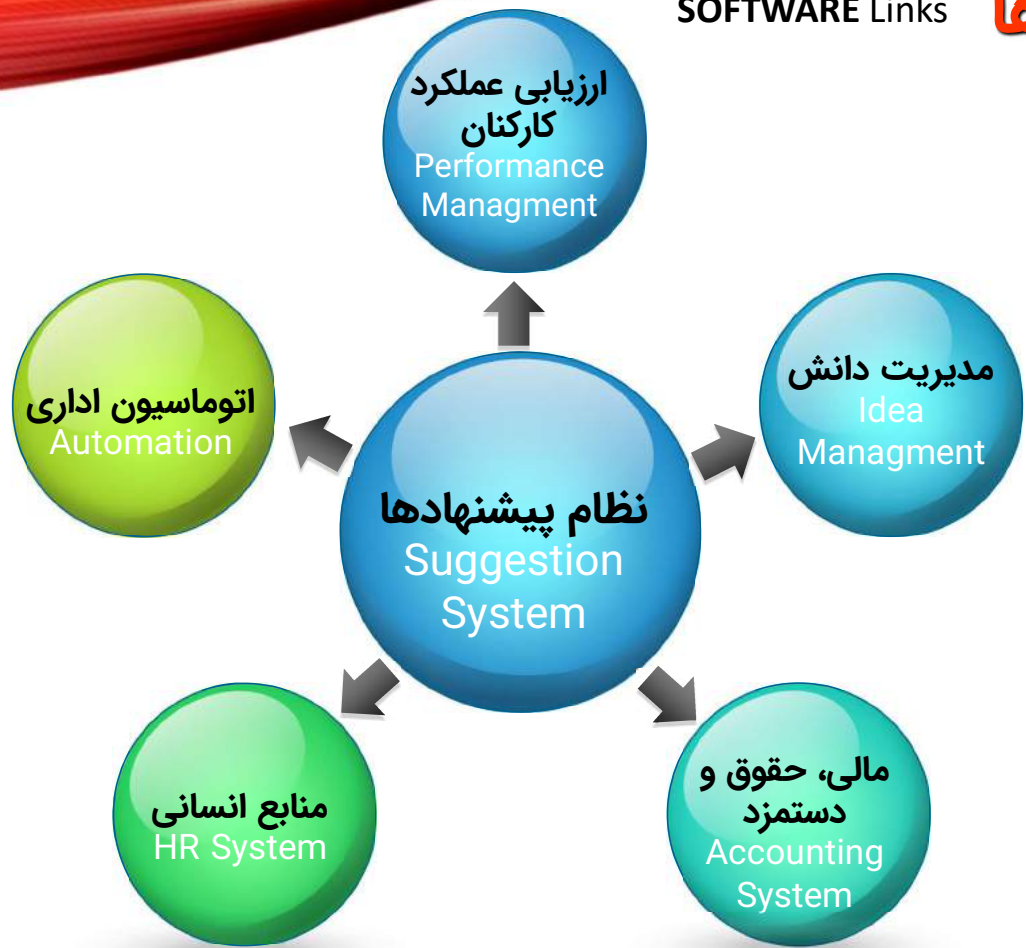 SOFTWARE Links
ارزیابی عملکرد
کارکنان
Performance
Managment
اتوماسیون اداری
Automation
مدیریت دانش
Idea
Managment
نظام پیشنهادها
Suggestion
System
منابع انسانی
HR System
مالی، حقوق و
دستمزد
Accounting
System